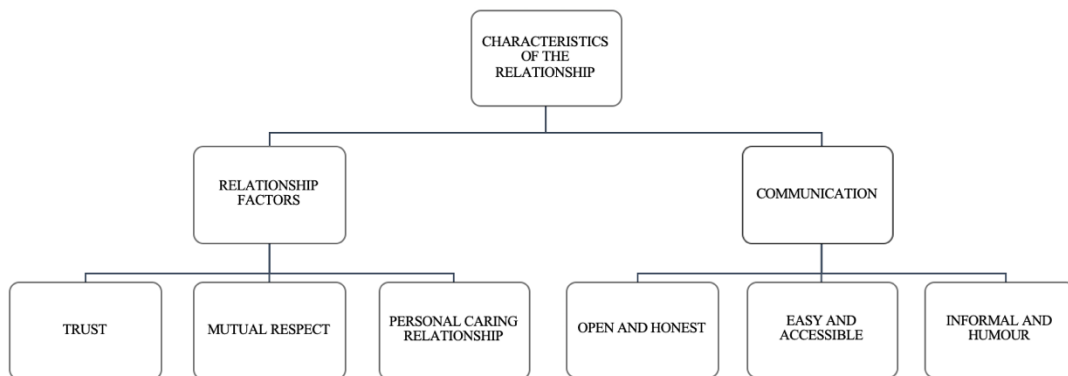 CHARACTERISTICS
OF THE
RELATIONSHIP
RELATIONSHIP
FACTORS
COMMUNICATION
TRUST
MUTUAL RESPECT
PERSONAL CARING
RELATIONSHIP
OPEN AND HONEST
EASY AND
ACCESSIBLE
INFORMAL AND
HUMOUR